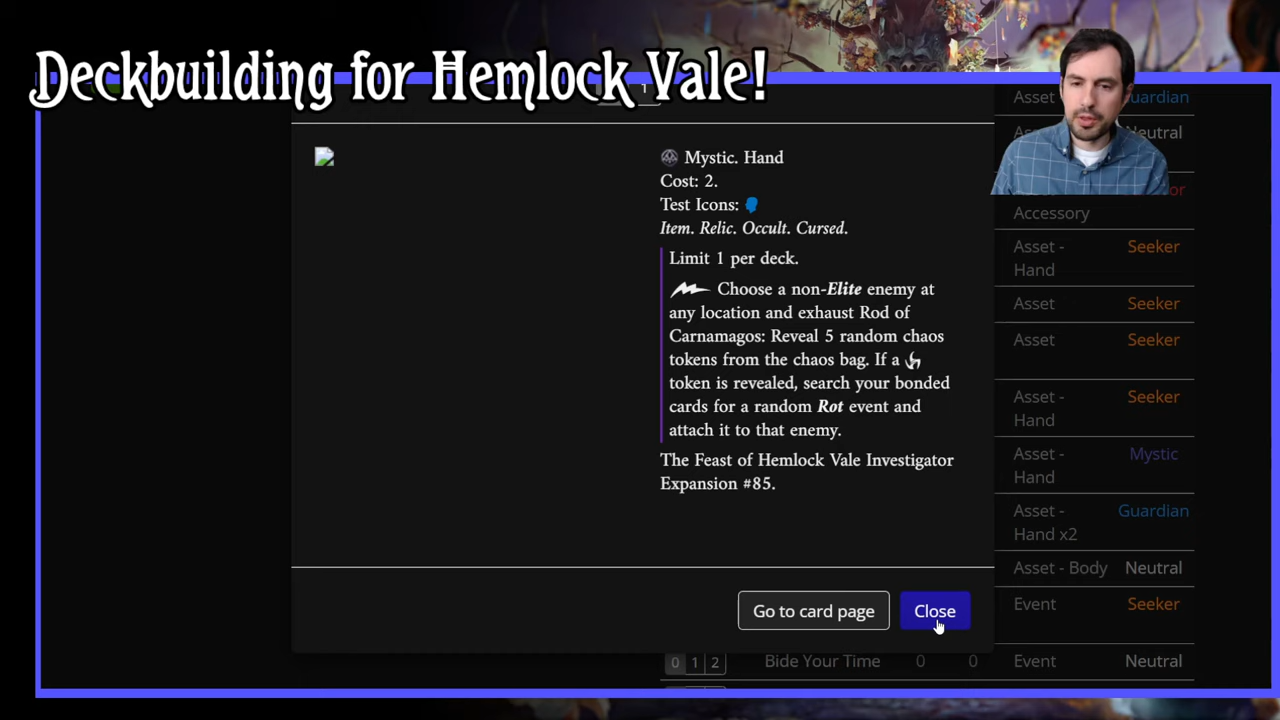 Deckbuilding for Hemlock Vale!
1
Mystic. Hand
Cost: 2.
Test Icons:
Item. Relic. Occult. Cursed.
Limit 1 per deck.
Choose a non-Elite enemy at
any location and exhaust Rod of
Carnamagos: Reveal 5 random chaos
tokens from the chaos bag. If a
token is revealed, search your bonded
cards for a random Rot event and
attach it to that enemy.
The Feast of Hemlock Vale Investigator
Expansion #85.
Go to card page
Close
Asset
Guardian
Accessory
Asset -
Hand
Seeker
Asset
Seeker
Asset
Seeker
Asset -
Hand
Seeker
Asset -
Hand
Mystic
Asset -
Hand x2
Guardian
Asset - Body
Neutral
Event
Seeker
0 1 2
Bide Your Time
0
0
Event
Neutral